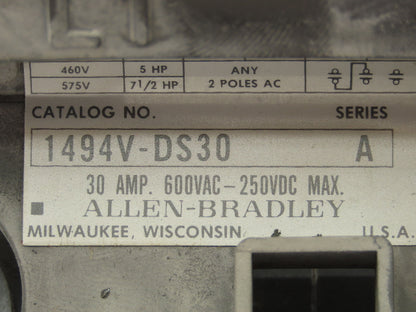 460V 5 HP ANY
575V 7 1/2 HP 2 POLES AC
CATALOG NO. SERIES
1494V-DS30 A
30 AMP. 600VAC-250VDC MAX.
ALLEN-BRADLEY
MILWAUKEE, WISCONSIN U.S.A.